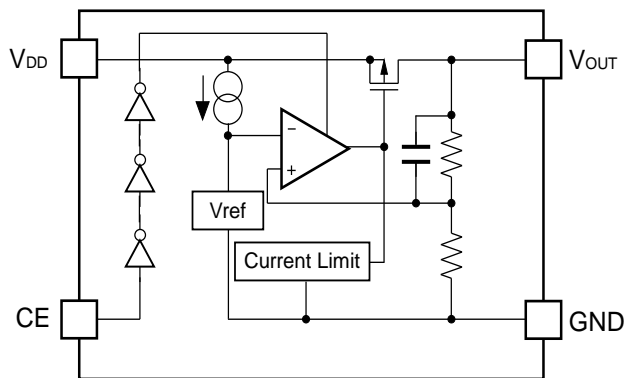 VDD
VOUT
−
+
Vref
Current Limit
CE
GND